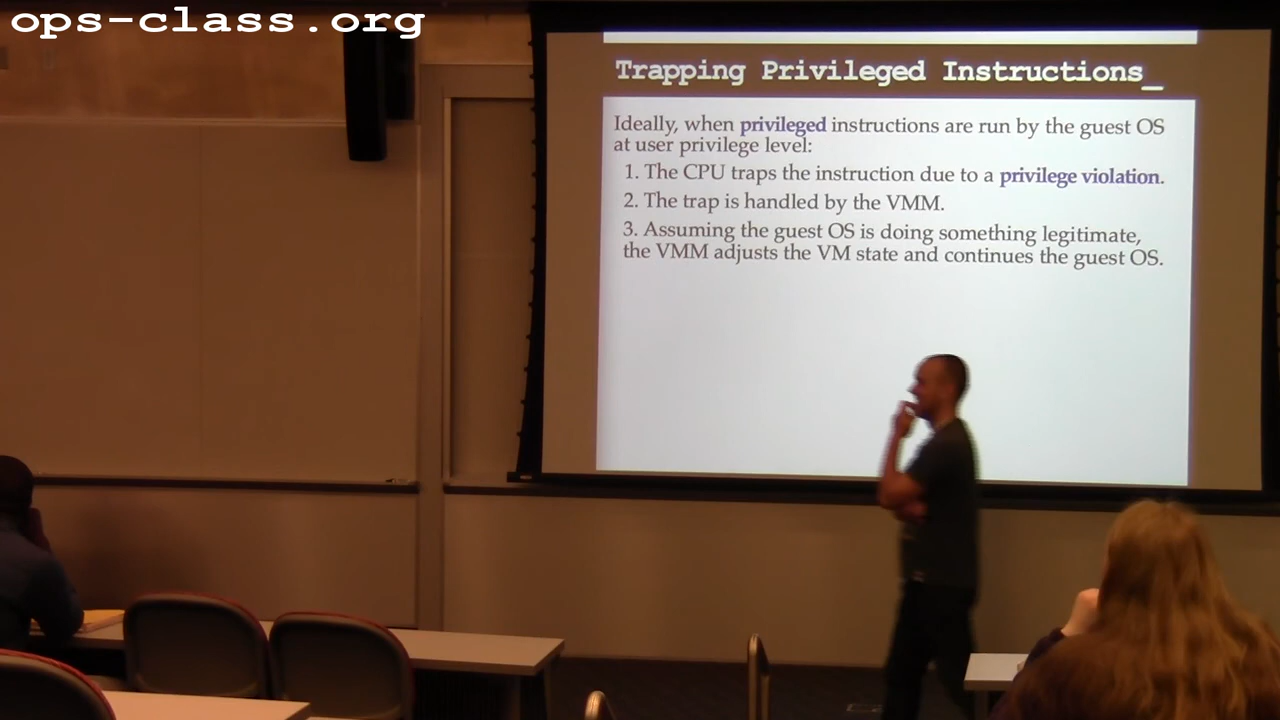 ops-class.org
Trapping Privileged Instructions_
Ideally, when privileged instructions are run by the guest OS
at user privilege level:
1. The CPU traps the instruction due to a privilege violation.
2. The trap is handled by the VMM.
3. Assuming the guest OS is doing something legitimate,
the VMM adjusts the VM state and continues the guest OS.